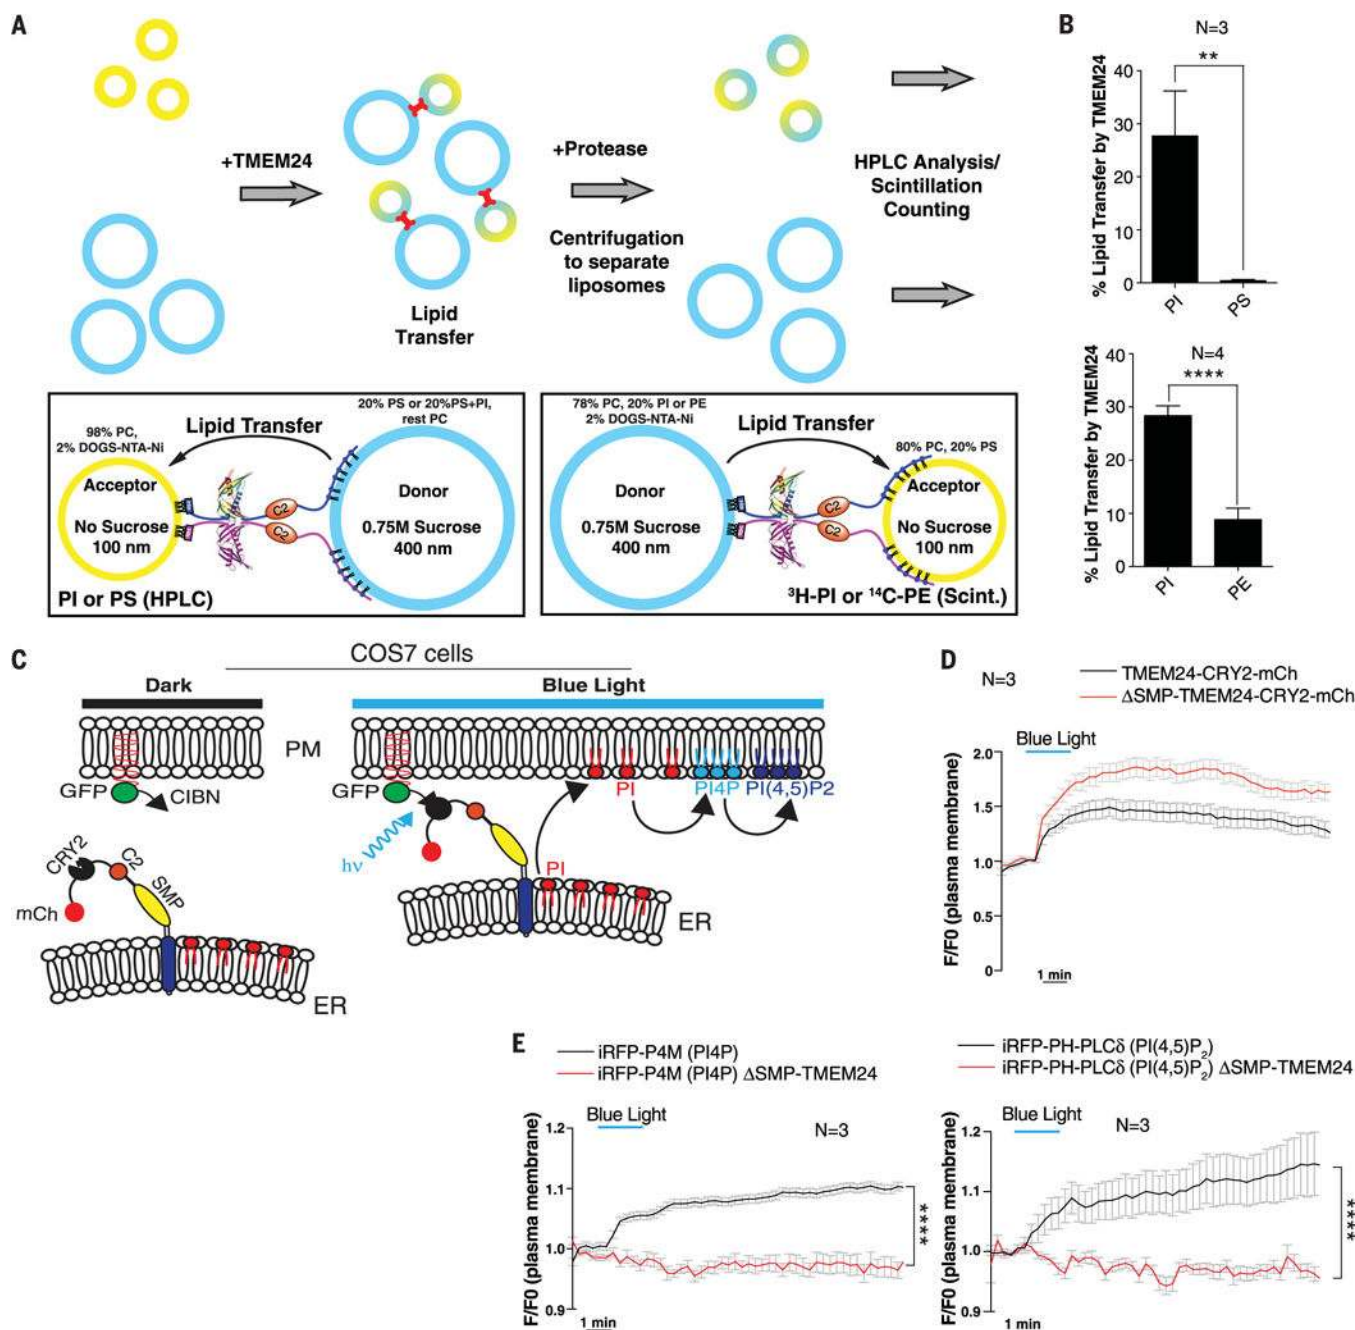 A
+TMEM24
Lipid
Transfer
+Protease
Centrifugation
to separate
liposomes
HPLC Analysis/
Scintillation
Counting
98% PC,
2% DOGS-NTA-Ni
Lipid Transfer
20% PS or 20%PS+PI,
rest PC
Acceptor
No Sucrose
100 nm
C2
C2
Donor
0.75M Sucrose
400 nm
PI or PS (HPLC)
78% PC, 20% PI or PE
2% DOGS-NTA-Ni
Lipid Transfer
80% PC, 20% PS
Donor
0.75M Sucrose
400 nm
C2
C2
Acceptor
No Sucrose
100 nm
³H-PI or ¹⁴C-PE (Scint.)
B
N=3
**
% Lipid Transfer by TMEM24
40
30
20
10
0
PI
PS
N=4
****
% Lipid Transfer by TMEM24
40
30
20
10
0
PI
PE
C
COS7 cells
Dark
Blue Light
PM
GFP
CIBN
CRY2
C2
SMP
mCh
ER
GFP
hν
PI
PI
PI4P
PI(4,5)P2
ER
D
N=3
TMEM24-CRY2-mCh
ΔSMP-TMEM24-CRY2-mCh
Blue Light
F/F0 (plasma membrane)
2.0
1.5
1.0
0.5
0
1 min
E
iRFP-P4M (PI4P)
iRFP-P4M (PI4P) ΔSMP-TMEM24
Blue Light
N=3
F/F0 (plasma membrane)
1.2
1.1
1.0
0.9
1 min
****
iRFP-PH-PLCδ (PI(4,5)P₂)
iRFP-PH-PLCδ (PI(4,5)P₂) ΔSMP-TMEM24
Blue Light
N=3
F/F0 (plasma membrane)
1.2
1.1
1.0
0.9
1 min
****